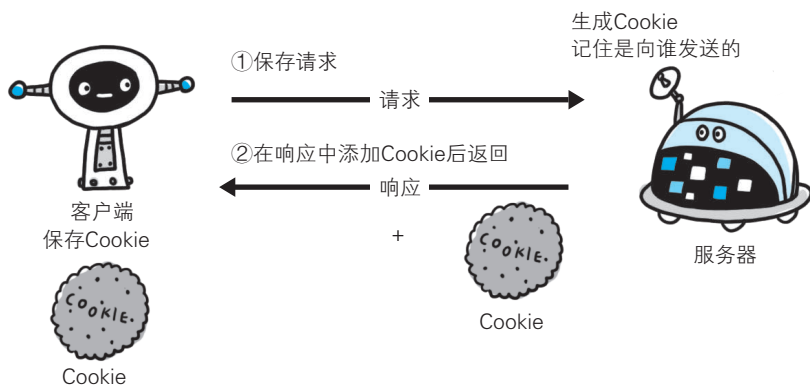 生成Cookie
记住是向谁发送的
①保存请求
请求
②在响应中添加Cookie后返回
响应
客户端
保存Cookie
+
COOKIE.
Cookie
服务器
COOKIE.
Cookie